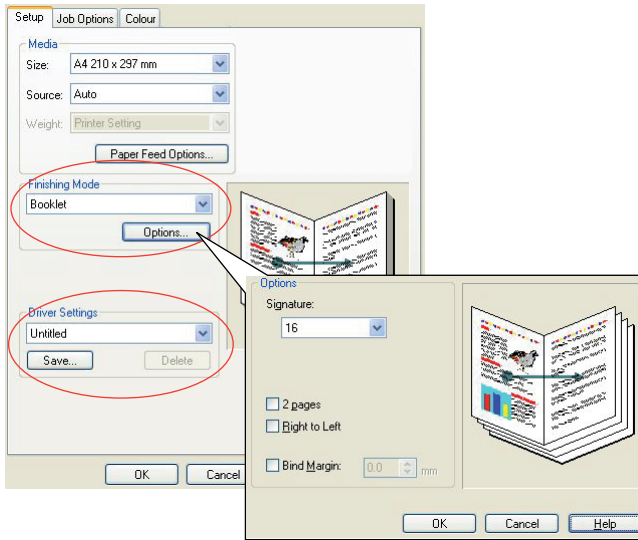 Setup Job Options Colour
Media
Size: A4 210 x 297 mm
Source: Auto
Weight: Printer Setting
Paper Feed Options...
Finishing Mode
Booklet
Options...
Driver Settings
Untitled
Save... Delete
OK Cancel
Options
Signature:
16
2 pages
Right to Left
Bind Margin: 0.0 mm
OK Cancel Help